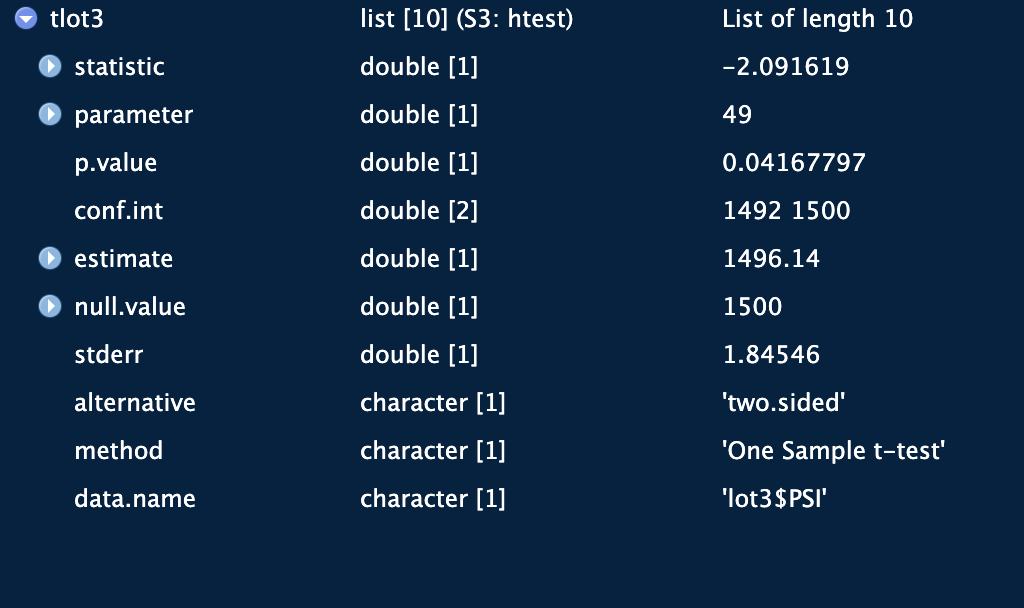 tlot3 list [10] (S3: htest) List of length 10
statistic double [1] -2.091619
parameter double [1] 49
p.value double [1] 0.04167797
conf.int double [2] 1492 1500
estimate double [1] 1496.14
null.value double [1] 1500
stderr double [1] 1.84546
alternative character [1] 'two.sided'
method character [1] 'One Sample t-test'
data.name character [1] 'lot3$PSI'